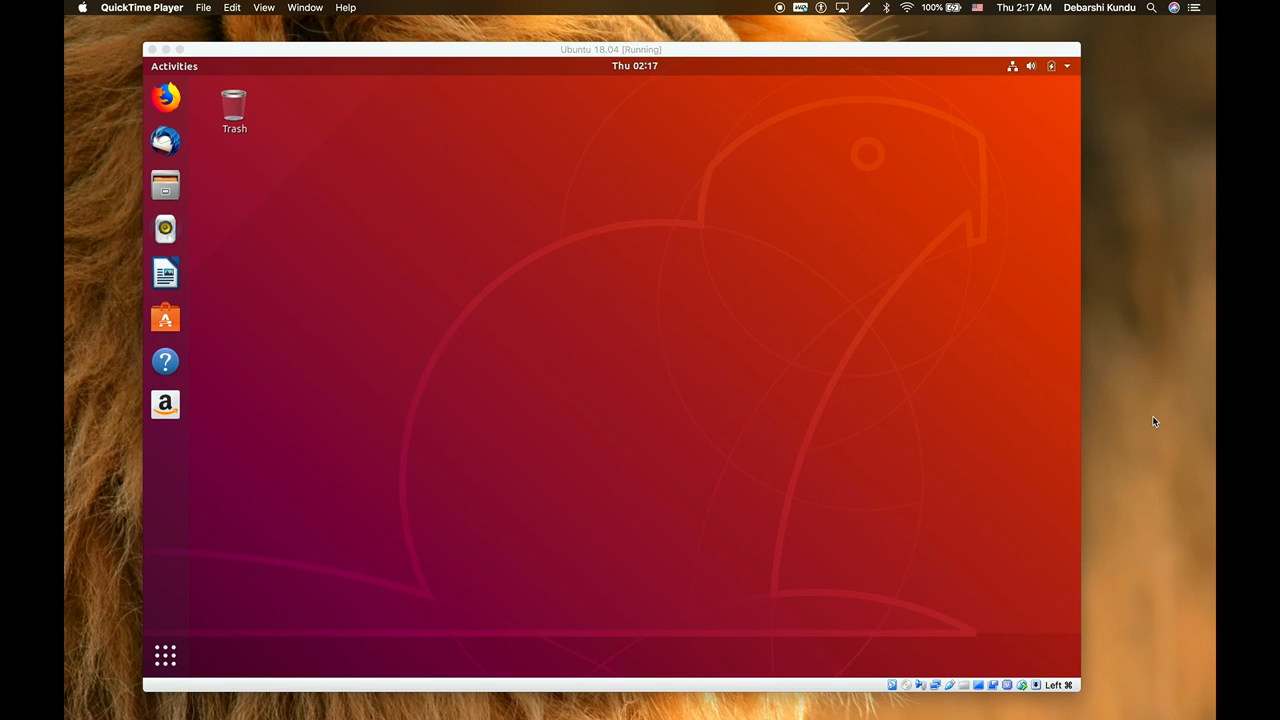 QuickTime Player File Edit View Window Help 100% Thu 2:17 AM Debarshi Kundu
Ubuntu 18.04 [Running]
Activities Thu 02:17
Trash
Left ⌘